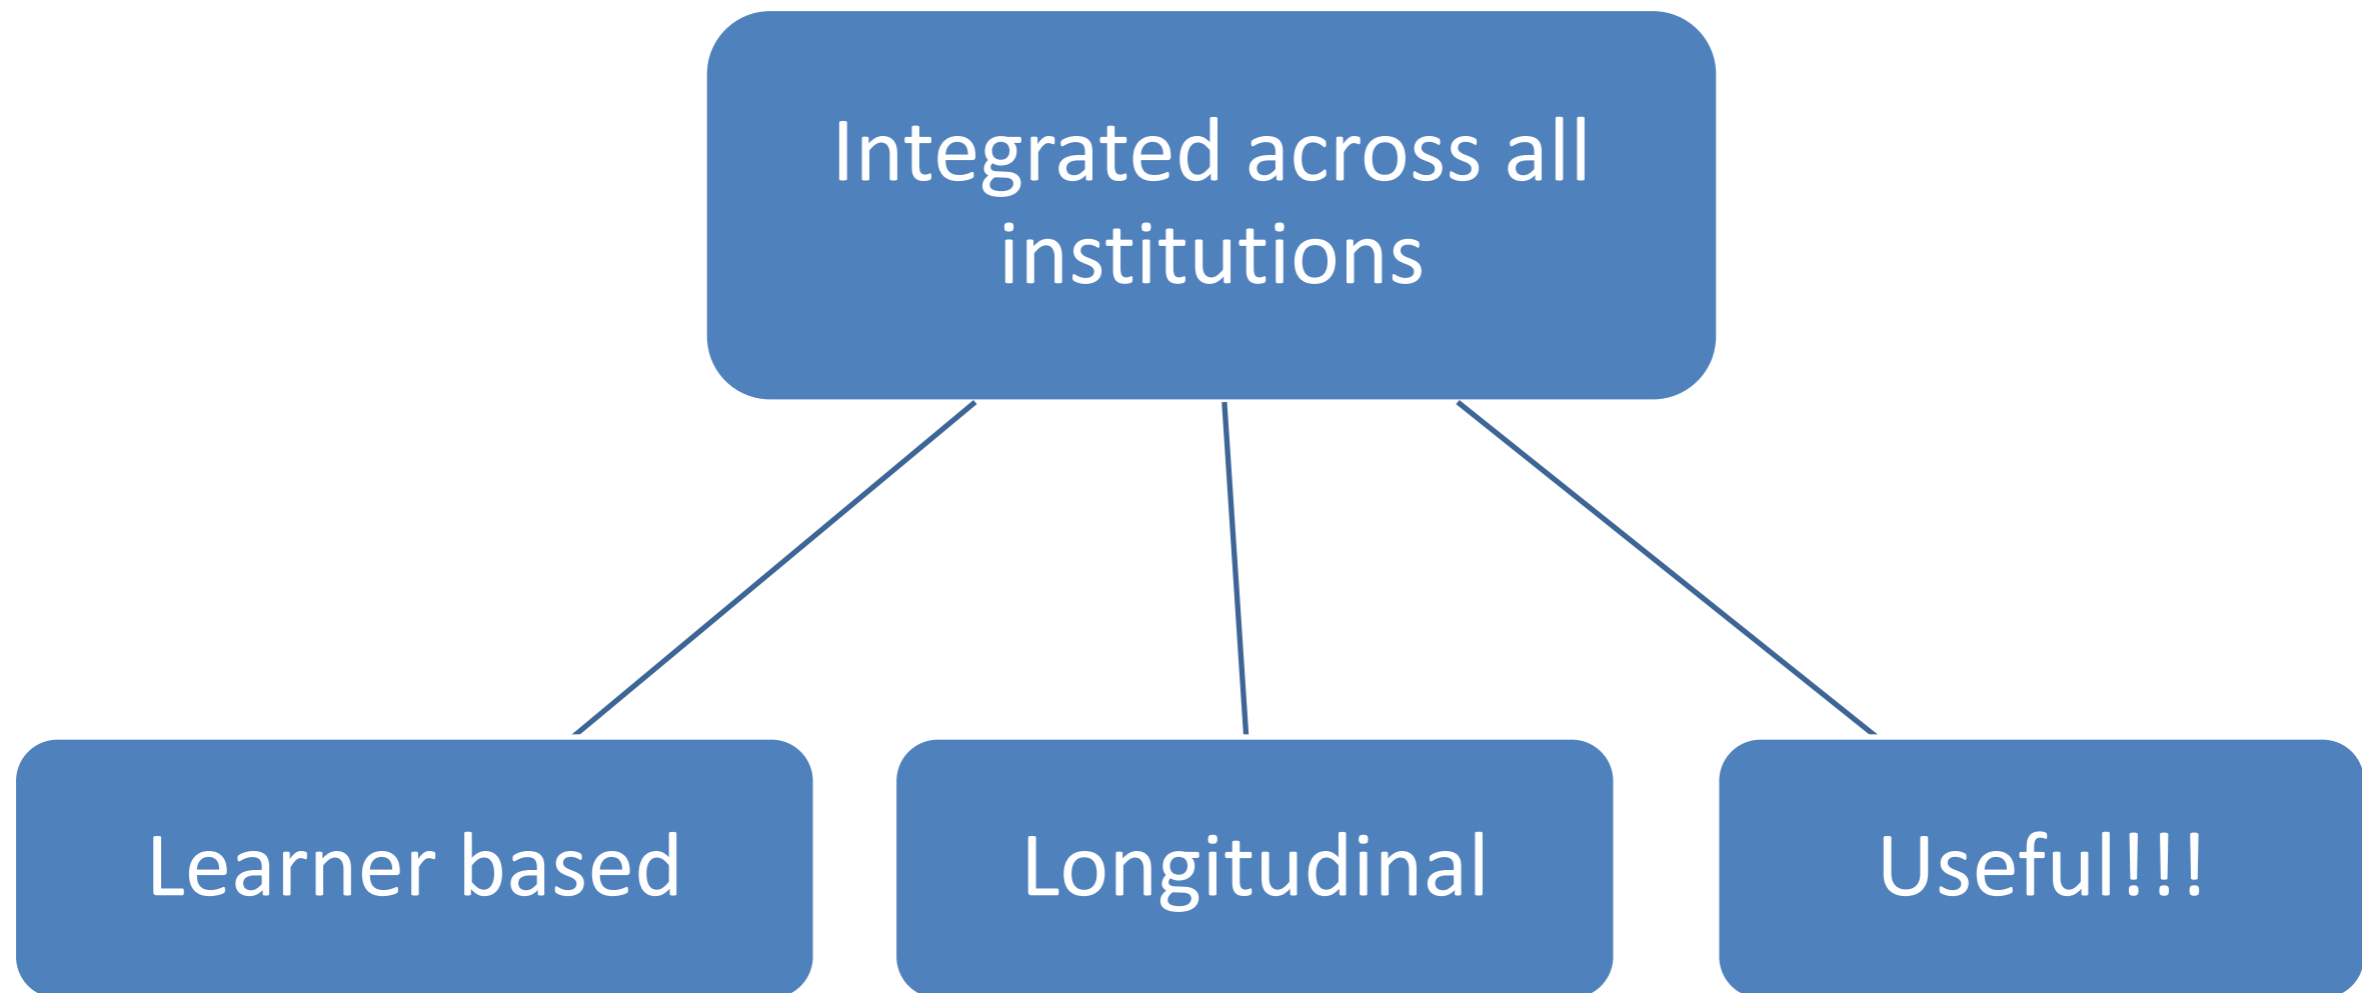 Integrated across all
institutions
Learner based
Longitudinal
Useful!!!